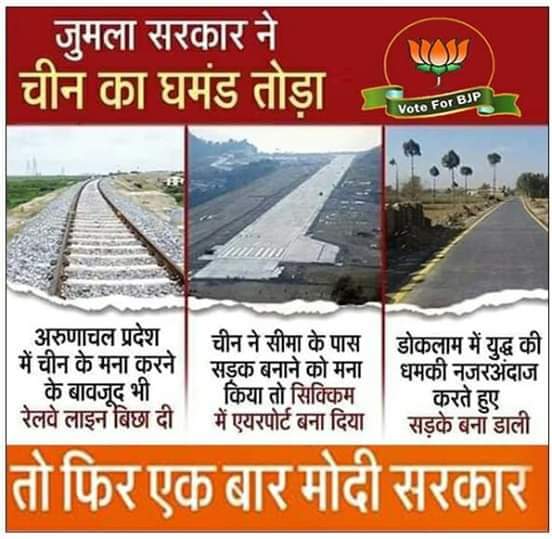 जुमला सरकार ने
चीन का घमंड तोड़ा
Vote For BJP
अरुणाचल प्रदेश
में चीन के मना करने
के बावजूद भी
रेलवे लाइन बिछा दी
चीन ने सीमा के पास
सड़क बनाने को मना
किया तो सिक्किम
में एयरपोर्ट बना दिया
डोकलाम में युद्ध की
धमकी नजरअंदाज
करते हुए
सड़के बना डाली
तो फिर एक बार मोदी सरकार